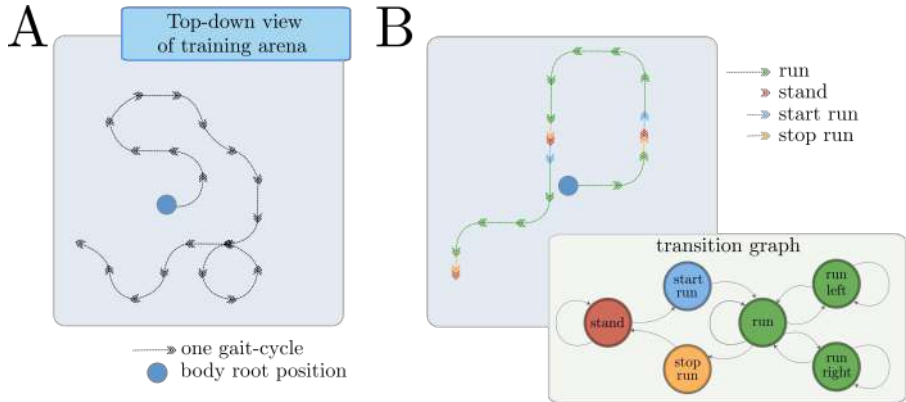 A
Top-down view
of training arena
one gait-cycle
body root position
B
run
stand
start run
stop run
transition graph
stand
start
run
stop
run
run
run
left
run
right